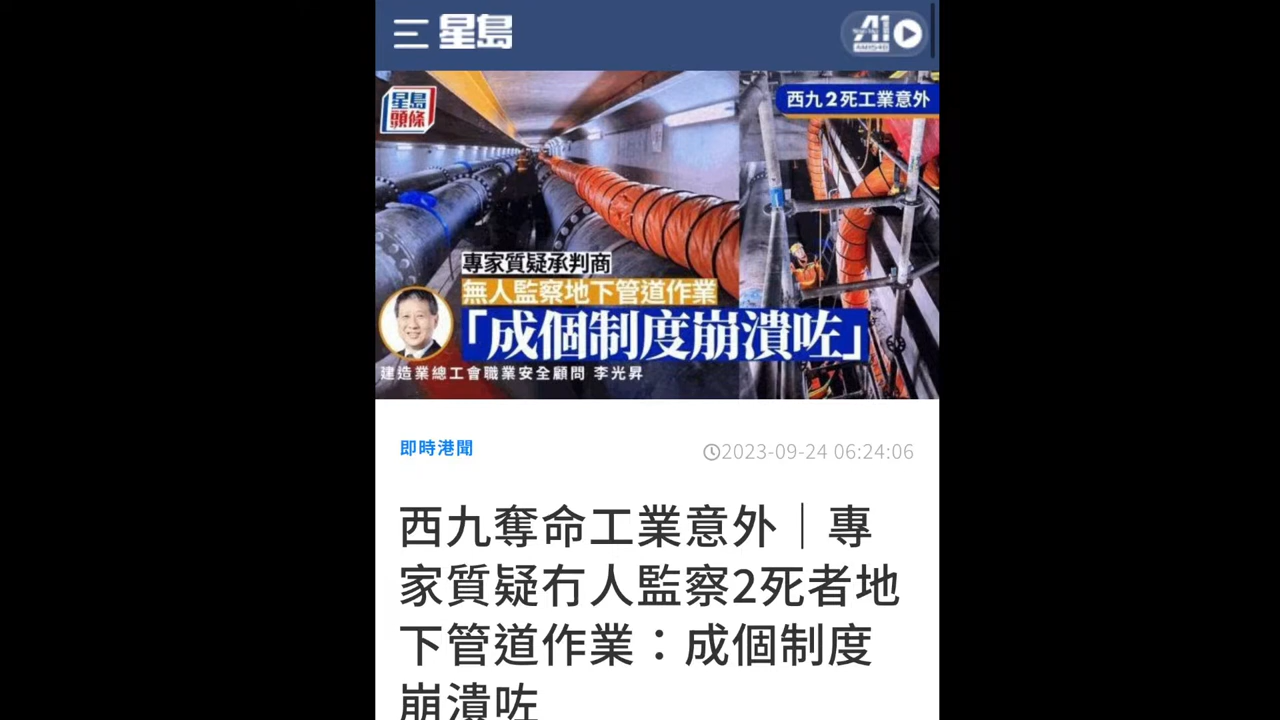 星島
A1
AM1540
星島
頭條
西九2死工業意外
專家質疑承判商
無人監察地下管道作業
「成個制度崩潰咗」
建造業總工會職業安全顧問 李光昇
即時港聞
2023-09-24 06:24:06
西九奪命工業意外｜專
家質疑冇人監察2死者地
下管道作業：成個制度
崩潰咗